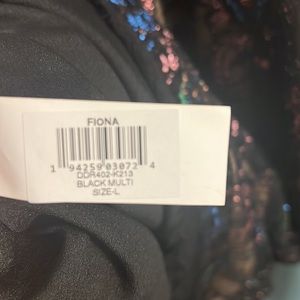 FIONA
1 94259 03072 4
DDR402-K213
BLACK MULTI
SIZE-L